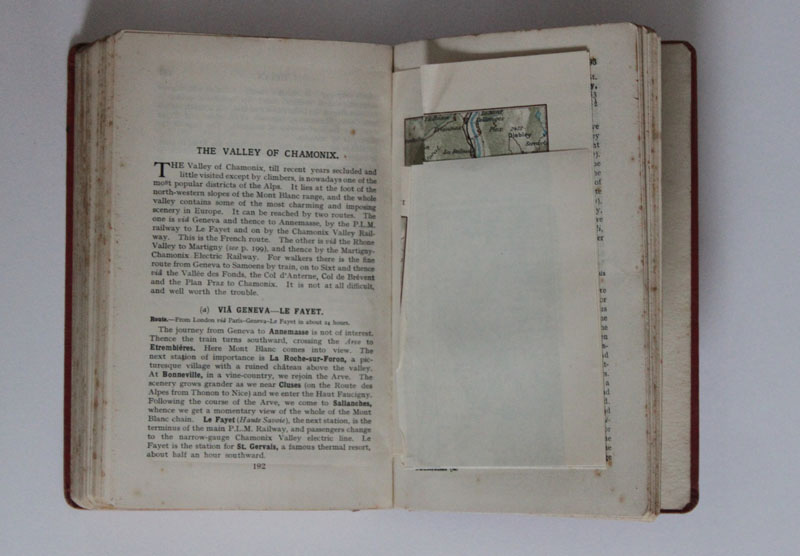 THE VALLEY OF CHAMONIX.
THE Valley of Chamonix, till recent years secluded and
little visited except by climbers, is nowadays one of the
most popular districts of the Alps. It lies at the foot of the
north-western slopes of the Mont Blanc range, and the whole
valley contains some of the most charming and imposing
scenery in Europe. It can be reached by two routes. The
one is viâ Geneva and thence to Annemasse, by the P.L.M.
railway to Le Fayet and on by the Chamonix Valley Rail-
way. This is the French route. The other is viâ the Rhone
Valley to Martigny (see p. 199), and thence by the Martigny-
Chamonix Electric Railway. For walkers there is the fine
route from Geneva to Samoens by train, on to Sixt and thence
viâ the Vallée des Fonds, the Col d'Anterne, Col de Brévent
and the Plan Praz to Chamonix. It is not at all difficult,
and well worth the trouble.
(a) VIÂ GENEVA—LE FAYET.
Route.—From London viâ Paris-Geneva-Le Fayet in about 24 hours.
The journey from Geneva to Annemasse is not of interest.
Thence the train turns southward, crossing the Arve to
Etrembières. Here Mont Blanc comes into view. The
next station of importance is La Roche-sur-Foron, a pic-
turesque village with a ruined château above the valley.
At Bonneville, in a vine-country, we rejoin the Arve. The
scenery grows grander as we near Cluses (on the Route des
Alpes from Thonon to Nice) and we enter the Haut Faucigny.
Following the course of the Arve, we come to Sallanches,
whence we get a momentary view of the whole of the Mont
Blanc chain. Le Fayet (Haute Savoie), the next station, is the
terminus of the main P.L.M. Railway, and passengers change
to the narrow-gauge Chamonix Valley electric line. Le
Fayet is the station for St. Gervais, a famous thermal resort,
about half an hour southward.
182